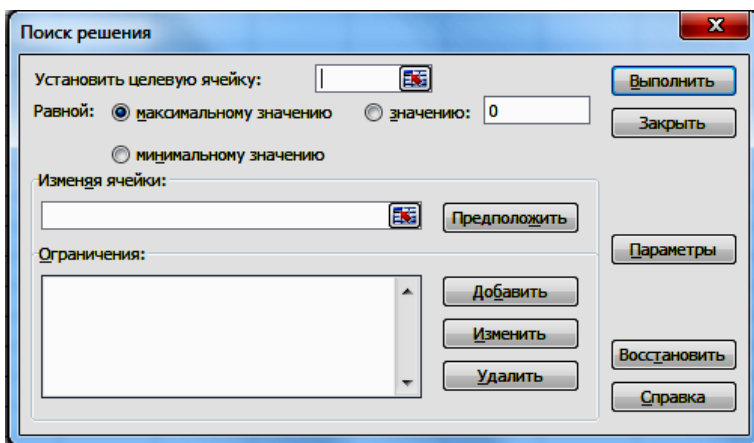 Поиск решения
X
Установить целевую ячейку:
Выполнить
Равной: максимальному значению значению: 0
Закрыть
минимальному значению
Изменяя ячейки:
Предположить
Параметры
Ограничения:
Добавить
Изменить
Удалить
Восстановить
Справка